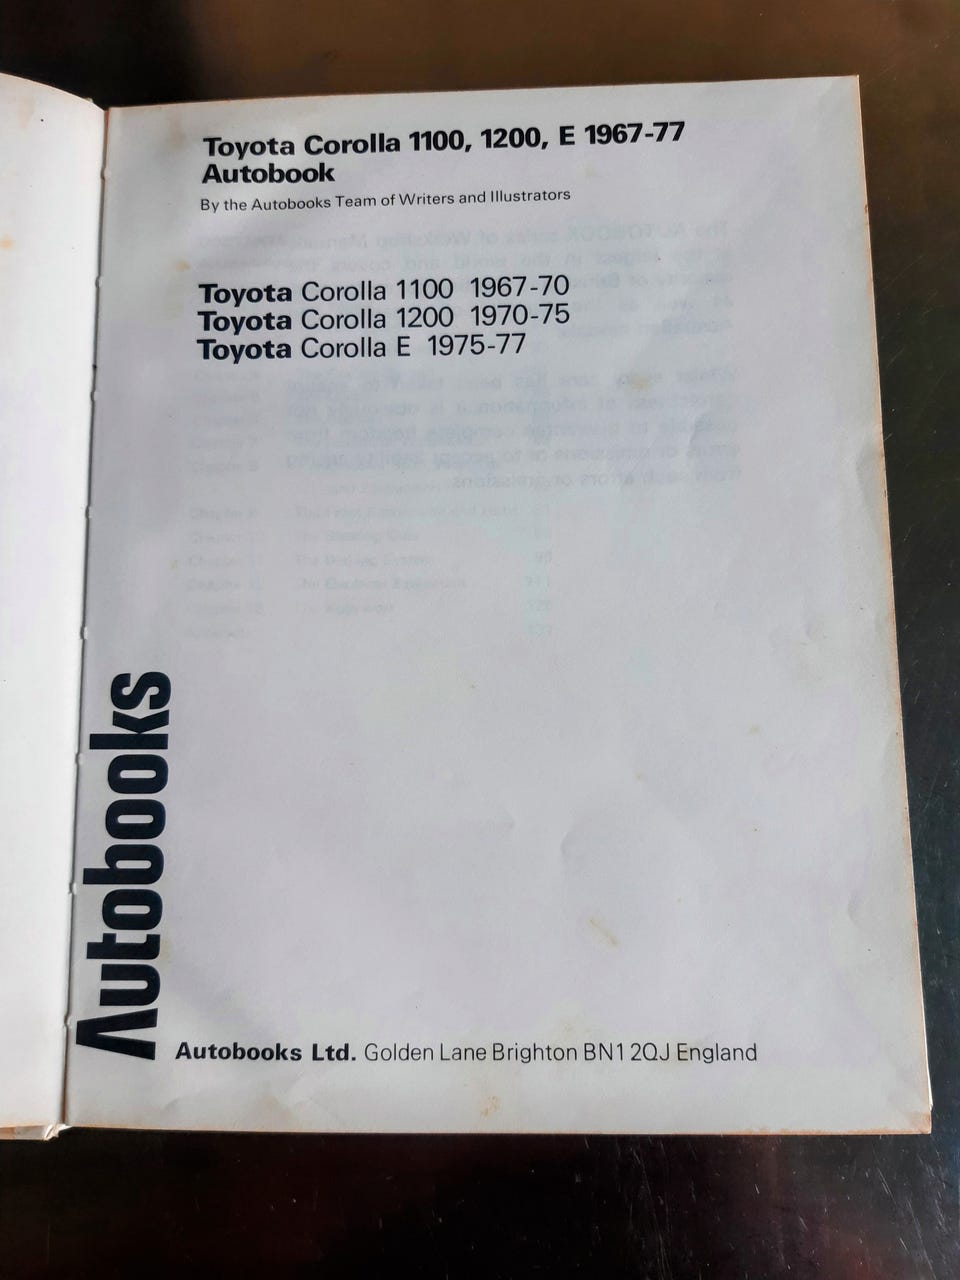 Toyota Corolla 1100, 1200, E 1967-77
Autobook
By the Autobooks Team of Writers and Illustrators
Toyota Corolla 1100 1967-70
Toyota Corolla 1200 1970-75
Toyota Corolla E 1975-77
Autobooks
Autobooks Ltd. Golden Lane Brighton BN1 2QJ England